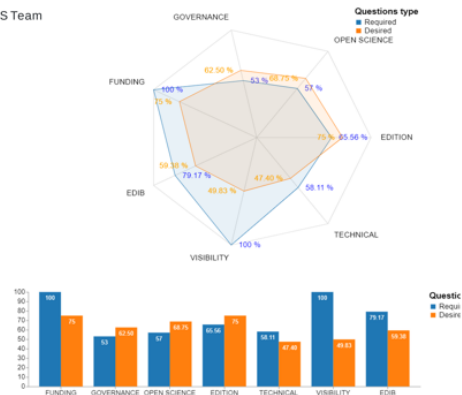 S Team
Questions type
Required
Desired
GOVERNANCE
OPEN SCIENCE
62.50 %
53 %
68.75 %
57 %
FUNDING
100 %
75 %
75 %
65.56 %
EDITION
59.38 %
79.17 %
47.40 %
58.11 %
EDIB
49.83 %
TECHNICAL
VISIBILITY
100 %
Questio
Requi
Desire
100
90
80
70
60
50
40
30
20
10
0
100
75
53
62.50
57
68.75
65.56
75
58.11
47.40
100
49.83
79.17
59.38
FUNDING
GOVERNANCE
OPEN SCIENCE
EDITION
TECHNICAL
VISIBILITY
EDIB